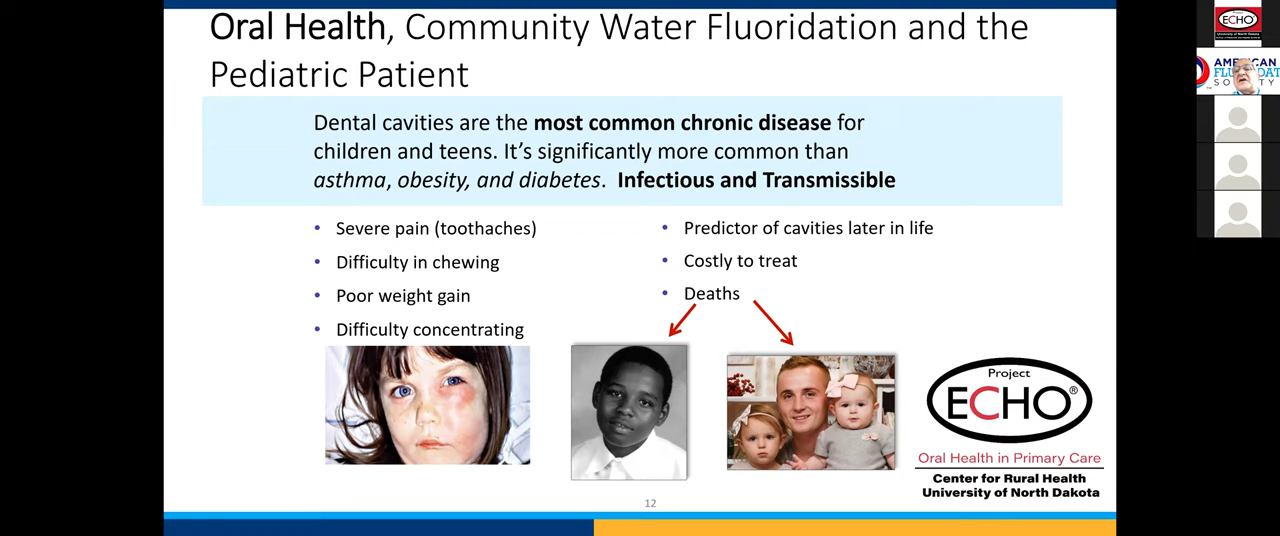 Oral Health, Community Water Fluoridation and the
Pediatric Patient
Dental cavities are the most common chronic disease for
children and teens. It’s significantly more common than
asthma, obesity, and diabetes. Infectious and Transmissible
• Severe pain (toothaches)
• Difficulty in chewing
• Poor weight gain
• Difficulty concentrating
• Predictor of cavities later in life
• Costly to treat
• Deaths
Project
ECHO®
Oral Health in Primary Care
Center for Rural Health
University of North Dakota
12
Project
ECHO
University of North Dakota